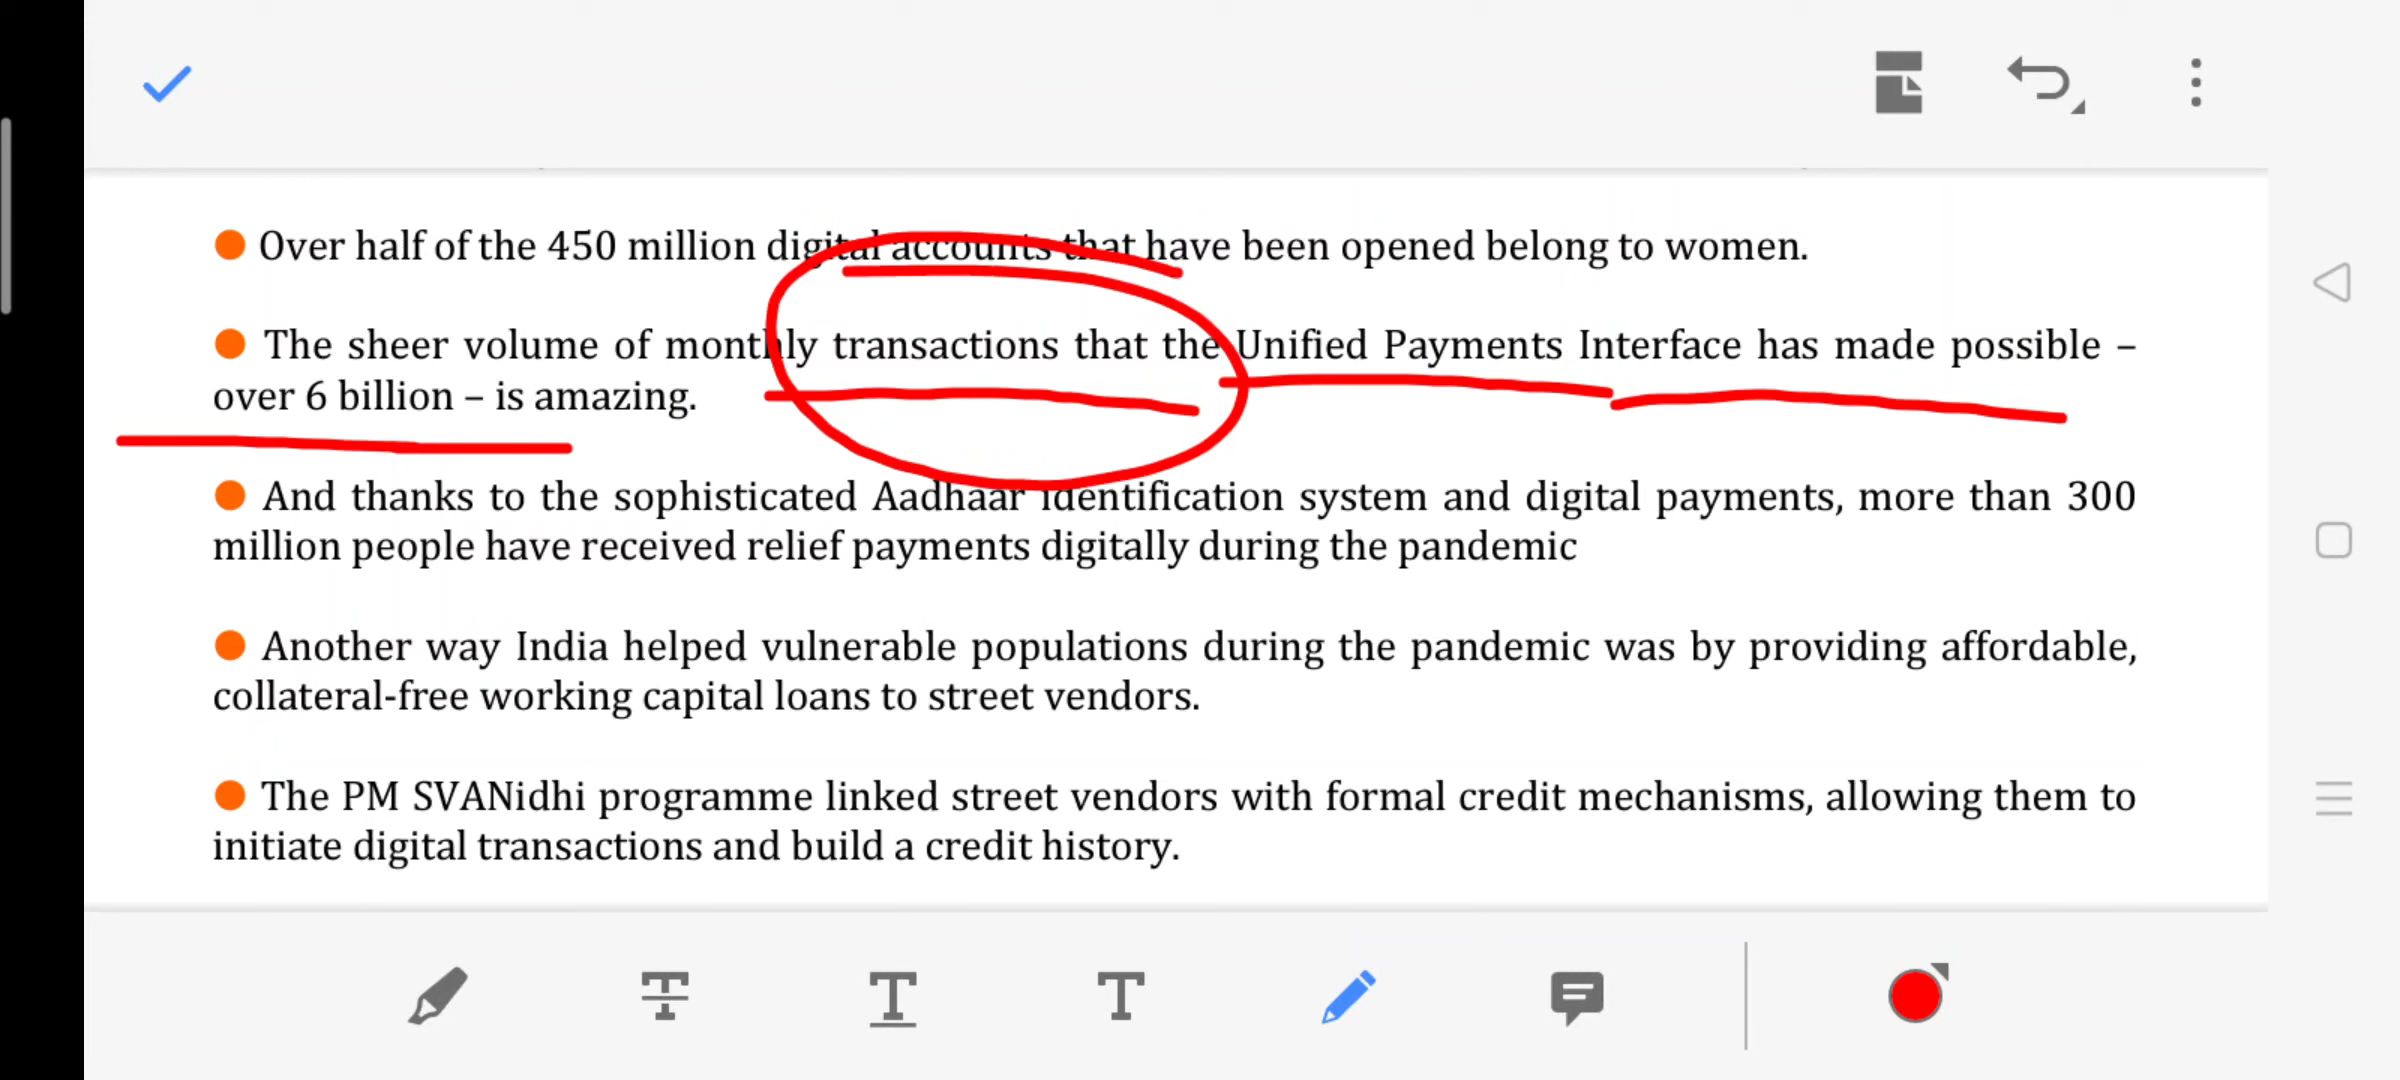 ● Over half of the 450 million digital accounts that have been opened belong to women.
● The sheer volume of monthly transactions that the Unified Payments Interface has made possible –
over 6 billion – is amazing.
● And thanks to the sophisticated Aadhaar identification system and digital payments, more than 300
million people have received relief payments digitally during the pandemic
● Another way India helped vulnerable populations during the pandemic was by providing affordable,
collateral-free working capital loans to street vendors.
● The PM SVANidhi programme linked street vendors with formal credit mechanisms, allowing them to
initiate digital transactions and build a credit history.
T T T